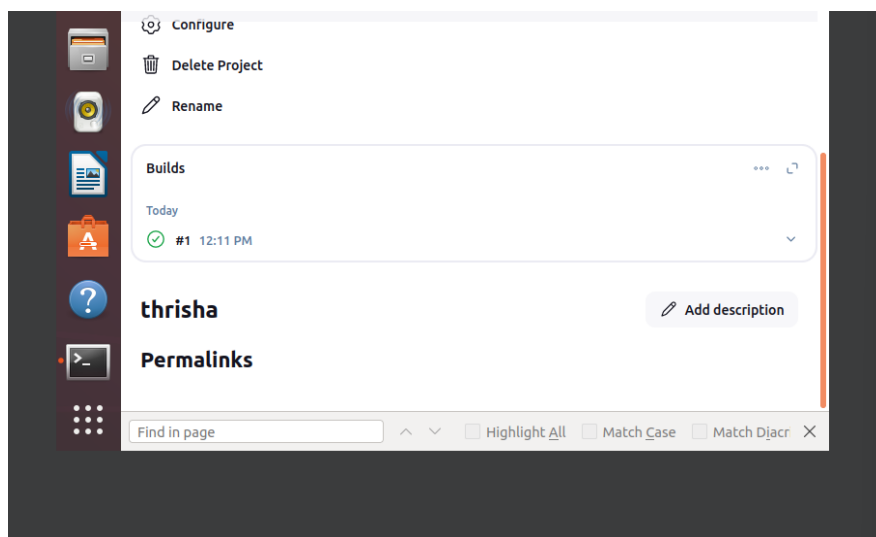 Configure
Delete Project
Rename
Builds
Today
#1 12:11 PM
thrisha
Add description
Permalinks
Find in page
Highlight All
Match Case
Match Diacr